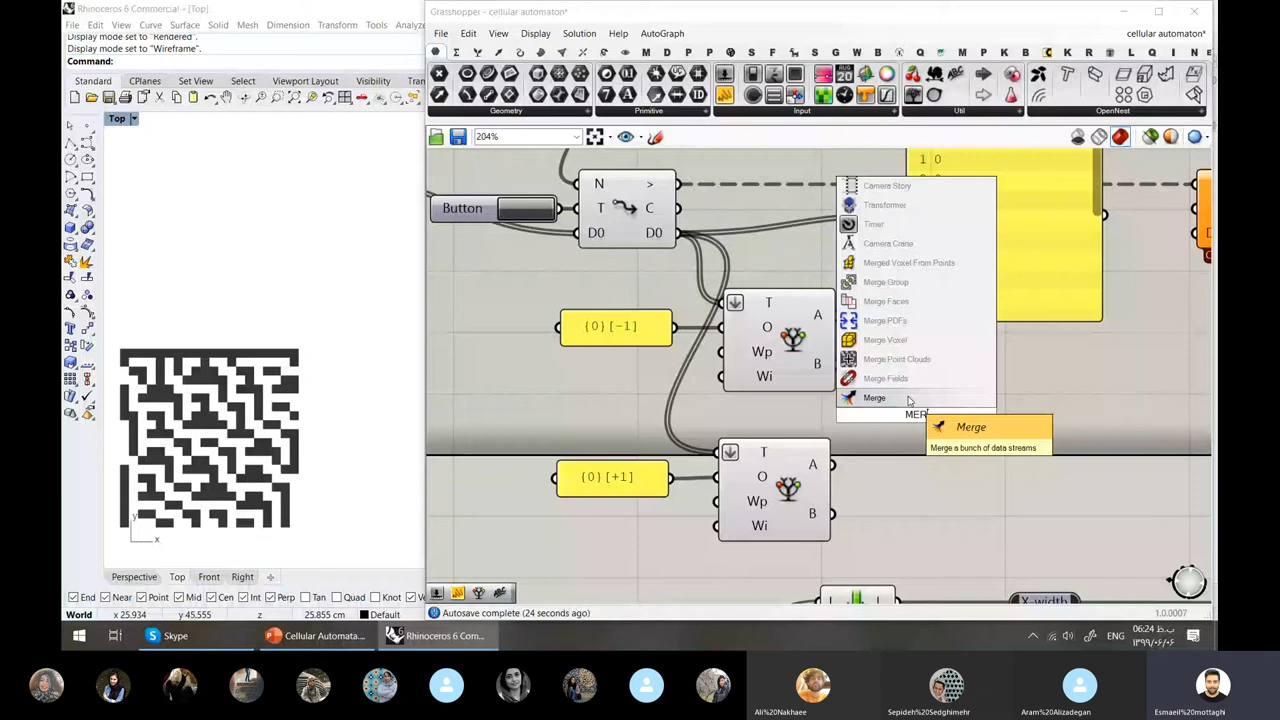 Rhinoceros 6 Commercial - [Top]
File Edit View Curve Surface Solid Mesh Dimension Transform Tools Analyze
Display mode set to "Rendered".
Display mode set to "Wireframe".
Command:
Standard CPlanes Set View Select Viewport Layout Visibility
Top
y
x
Perspective Top Front Right
End Near Point Mid Cen Int Perp Tan Quad Knot
World x 25.934 y 45.555 z 25.855 cm Default
Grasshopper - cellular automaton*
File Edit View Display Solution Help AutoGraph cellular automaton*
Geometry Primitive Input Util OpenNest
204%
1 0
N >
Button T C
D0 D0
{0}[-1]
T
O A
Wp B
Wi
{0}[+1]
T
O A
Wp B
Wi
Camera Story
Transformer
Timer
Camera Crane
Merged Voxel From Points
Merge Group
Merge Faces
Merge PDFs
Merge Voxel
Merge Point Clouds
Merge Fields
Merge
MER
Merge
Merge a bunch of data streams
X-width
Autosave complete (24 seconds ago) 1.0.0007
Skype Cellular Automata... Rhinoceros 6 Com... ENG
06:24 ب.ظ
۱۳۹۹/۰۶/۰۶
Ali%20Nakhaee Sepideh%20Sedghimehr Aram%20Alizadegan Esmaeil%20mottaghi